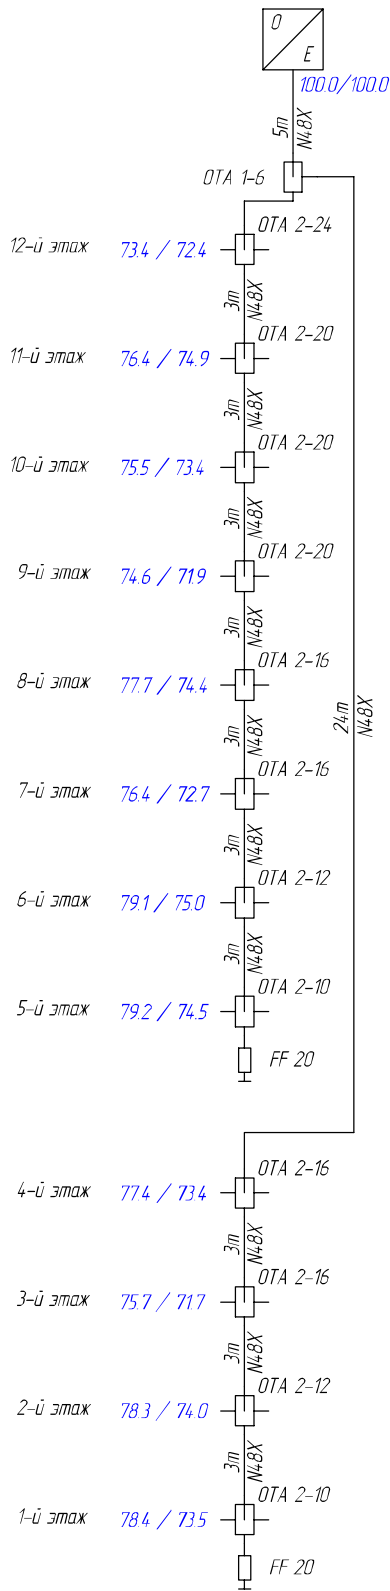 O
E
100.0/100.0
5m
N48X
OTA 1-6
OTA 2-24
12-й этаж 73.4 / 72.4
3m
N48X
OTA 2-20
11-й этаж 76.4 / 74.9
3m
N48X
OTA 2-20
10-й этаж 75.5 / 73.4
3m
N48X
OTA 2-20
9-й этаж 74.6 / 71.9
3m
N48X
OTA 2-16
8-й этаж 77.7 / 74.4
24m
N48X
3m
N48X
OTA 2-16
7-й этаж 76.4 / 72.7
3m
N48X
OTA 2-12
6-й этаж 79.1 / 75.0
3m
N48X
OTA 2-10
5-й этаж 79.2 / 74.5
FF 20
OTA 2-16
4-й этаж 77.4 / 73.4
3m
N48X
OTA 2-16
3-й этаж 75.7 / 71.7
3m
N48X
OTA 2-12
2-й этаж 78.3 / 74.0
3m
N48X
OTA 2-10
1-й этаж 78.4 / 73.5
FF 20